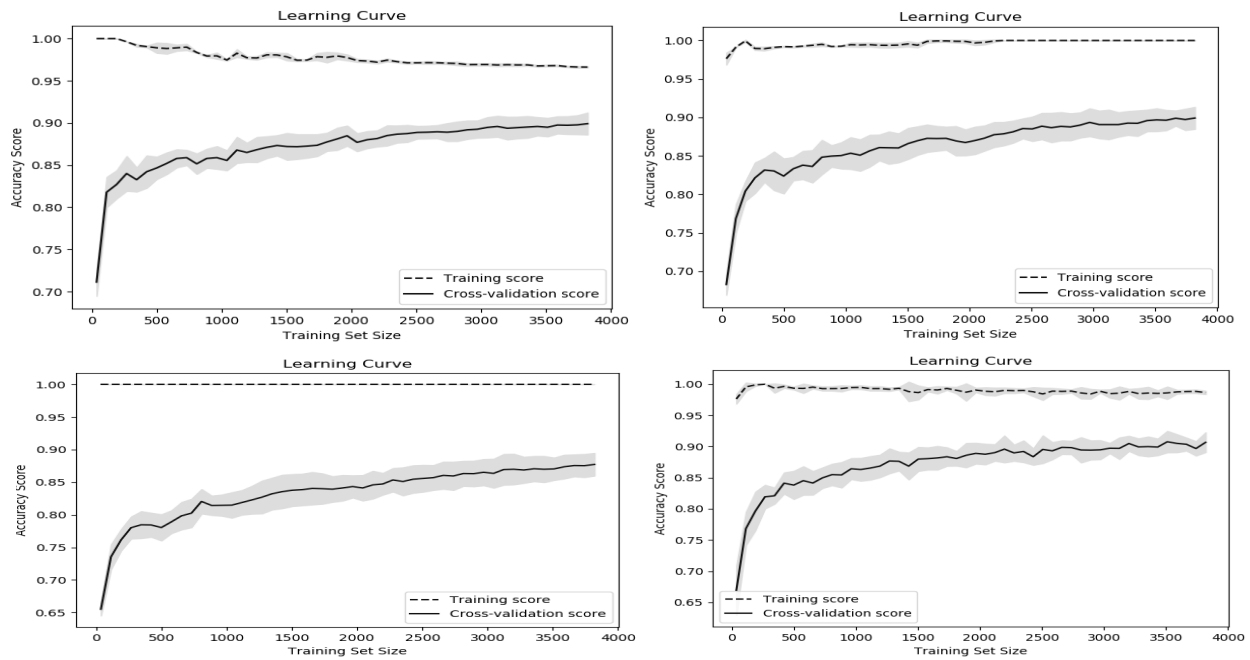 Learning Curve
1.00
0.95
0.90
0.85
0.80
0.75
0.70
Accuracy Score
Training score
Cross-validation score
0 500 1000 1500 2000 2500 3000 3500 4000
Training Set Size
Learning Curve
1.00
0.95
0.90
0.85
0.80
0.75
0.70
Accuracy Score
Training score
Cross-validation score
0 500 1000 1500 2000 2500 3000 3500 4000
Training Set Size
Learning Curve
1.00
0.95
0.90
0.85
0.80
0.75
0.70
0.65
Accuracy Score
Training score
Cross-validation score
0 500 1000 1500 2000 2500 3000 3500 4000
Training Set Size
Learning Curve
1.00
0.95
0.90
0.85
0.80
0.75
0.70
0.65
Accuracy Score
Training score
Cross-validation score
0 500 1000 1500 2000 2500 3000 3500 4000
Training Set Size